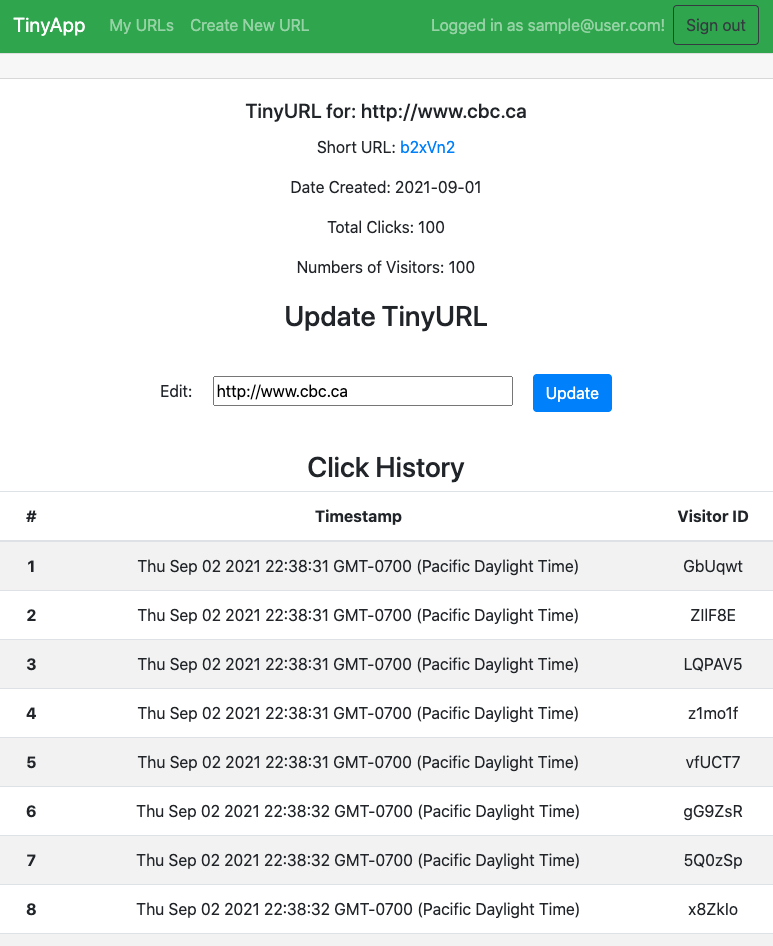 TinyApp My URLs Create New URL Logged in as sample@user.com! Sign out
TinyURL for: http://www.cbc.ca
Short URL: b2xVn2
Date Created: 2021-09-01
Total Clicks: 100
Numbers of Visitors: 100
Update TinyURL
Edit: http://www.cbc.ca Update
Click History
# Timestamp Visitor ID
1 Thu Sep 02 2021 22:38:31 GMT-0700 (Pacific Daylight Time) GbUqwt
2 Thu Sep 02 2021 22:38:31 GMT-0700 (Pacific Daylight Time)
3 Thu Sep 02 2021 22:38:31 GMT-0700 (Pacific Daylight Time) LQPAV5
4 Thu Sep 02 2021 22:38:31 GMT-0700 (Pacific Daylight Time) z1mo1f
5 Thu Sep 02 2021 22:38:31 GMT-0700 (Pacific Daylight Time) vfUCT7
6 Thu Sep 02 2021 22:38:32 GMT-0700 (Pacific Daylight Time) gG9ZsR
7 Thu Sep 02 2021 22:38:32 GMT-0700 (Pacific Daylight Time) 5Q0zSp
8 Thu Sep 02 2021 22:38:32 GMT-0700 (Pacific Daylight Time)